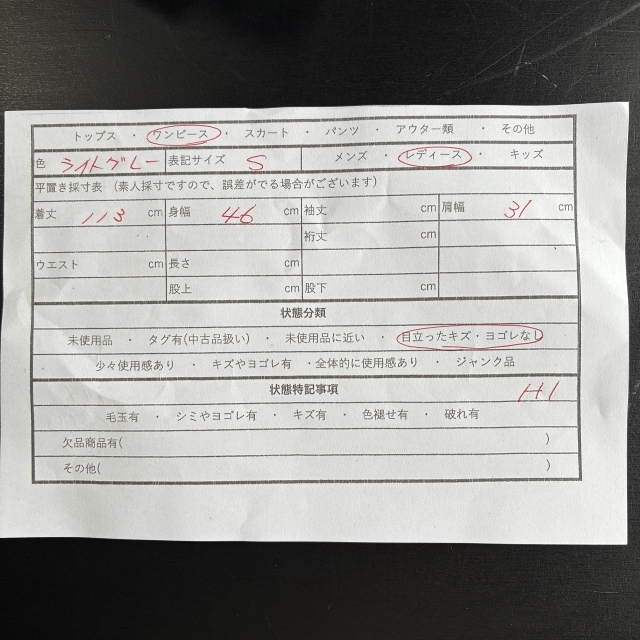 トップス ・ ワンピース ・ スカート ・ パンツ ・ アウター類 ・ その他
色 ライトグレー 表記サイズ S メンズ ・ レディース ・ キッズ
平置き採寸表 (素人採寸ですので、誤差がでる場合がございます)
着丈 113 cm 身幅 46 cm 袖丈 cm 肩幅 31 cm
裄丈 cm
ウエスト cm 長さ cm
股上 cm 股下 cm
状態分類
未使用品 ・ タグ有(中古品扱い) ・ 未使用品に近い ・ 目立ったキズ・ヨゴレなし
少々使用感あり ・ キズやヨゴレ有 ・全体的に使用感あり ・ ジャンク品
状態特記事項 H1
毛玉有 ・ シミやヨゴレ有 ・ キズ有 ・ 色褪せ有 ・ 破れ有
欠品商品有( )
その他( )